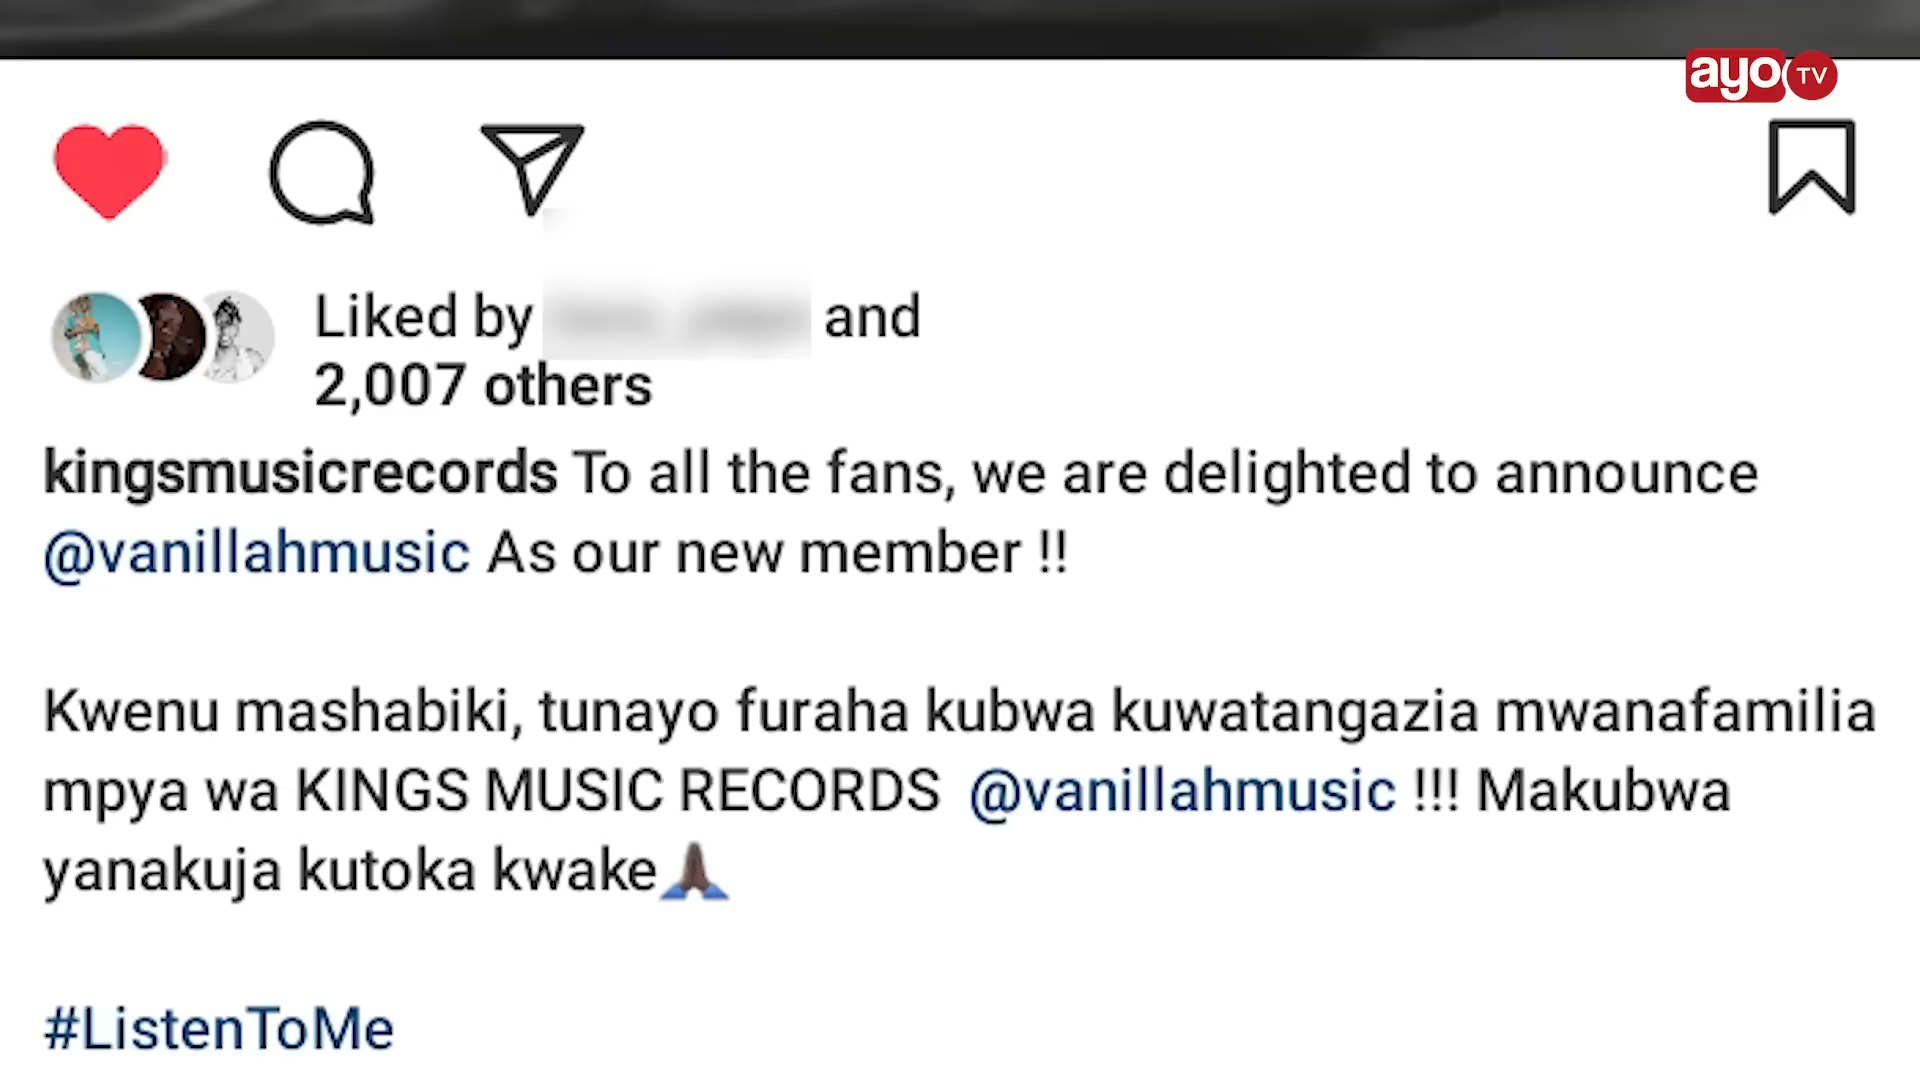 ayo TV
Liked by and
2,007 others
kingsmusicrecords To all the fans, we are delighted to announce
@vanillahmusic As our new member !!
Kwenu mashabiki, tunayo furaha kubwa kuwatangazia mwanafamilia
mpya wa KINGS MUSIC RECORDS @vanillahmusic !!! Makubwa
yanakuja kutoka kwake🙏🏿
#ListenToMe